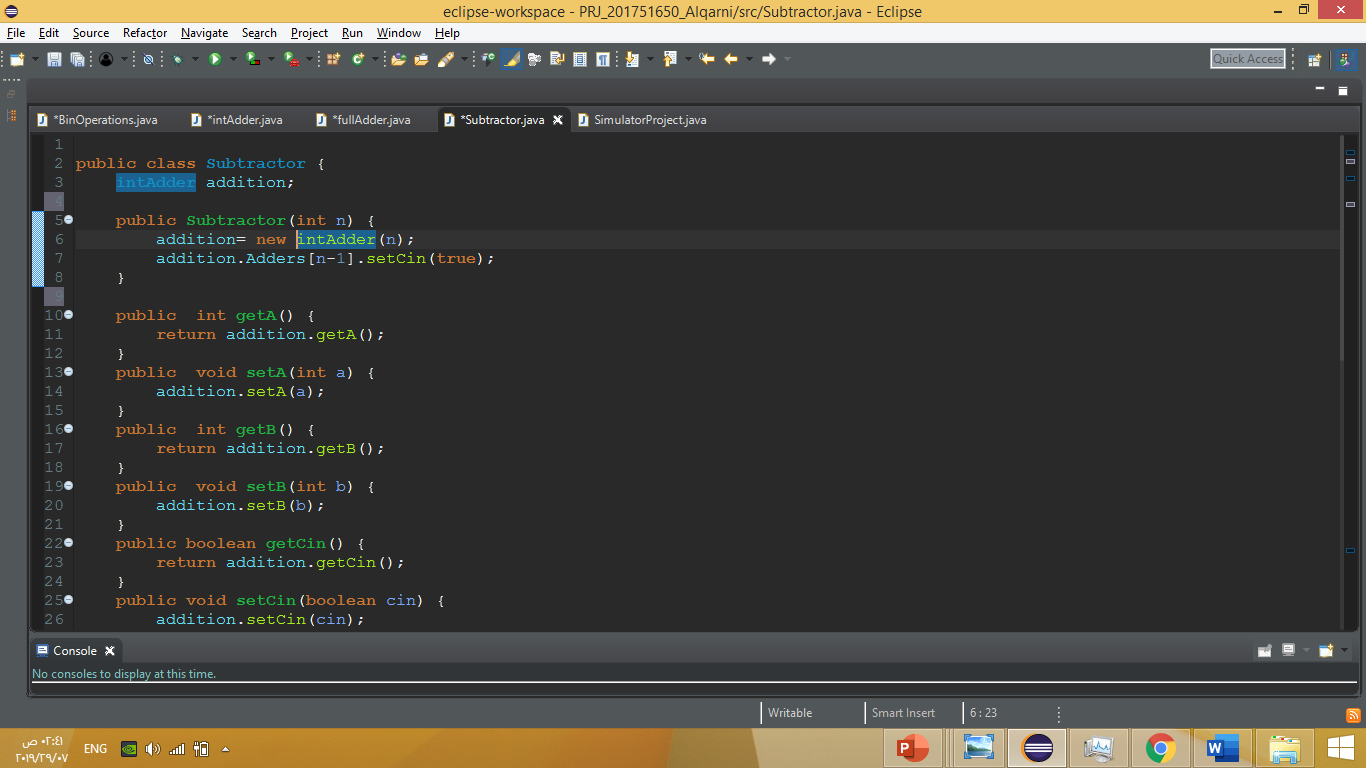 eclipse-workspace - PRJ_201751650_Alqarni/src/Subtractor.java - Eclipse
File Edit Source Refactor Navigate Search Project Run Window Help
Quick Access
*BinOperations.java *intAdder.java *fullAdder.java *Subtractor.java SimulatorProject.java
1
2 public class Subtractor {
3 intAdder addition;
4
5 public Subtractor(int n) {
6 addition= new intAdder(n);
7 addition.Adders[n-1].setCin(true);
8 }
9
10 public  int getA() {
11 return addition.getA();
12 }
13 public  void setA(int a) {
14 addition.setA(a);
15 }
16 public  int getB() {
17 return addition.getB();
18 }
19 public  void setB(int b) {
20 addition.setB(b);
21 }
22 public boolean getCin() {
23 return addition.getCin();
24 }
25 public void setCin(boolean cin) {
26 addition.setCin(cin);
Console
No consoles to display at this time.
Writable Smart Insert 6 : 23
٠٢:٤١ ص
ENG
٢٠١٩/٢٩/٠٧